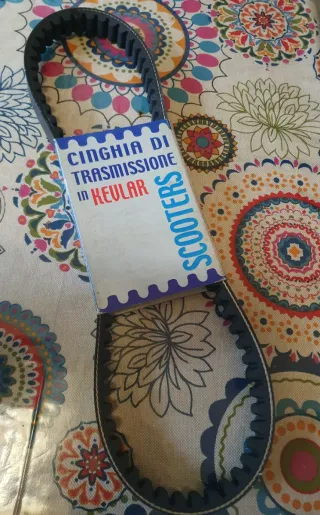 CINGHIA DI
TRASMISSIONE
in KEVLAR
SCOOTERS